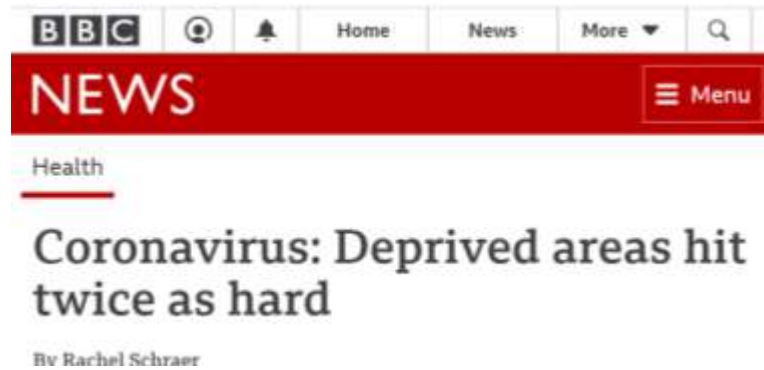 BBC Home News More
NEWS Menu
Health
Coronavirus: Deprived areas hit
twice as hard
By Rachel Schraer